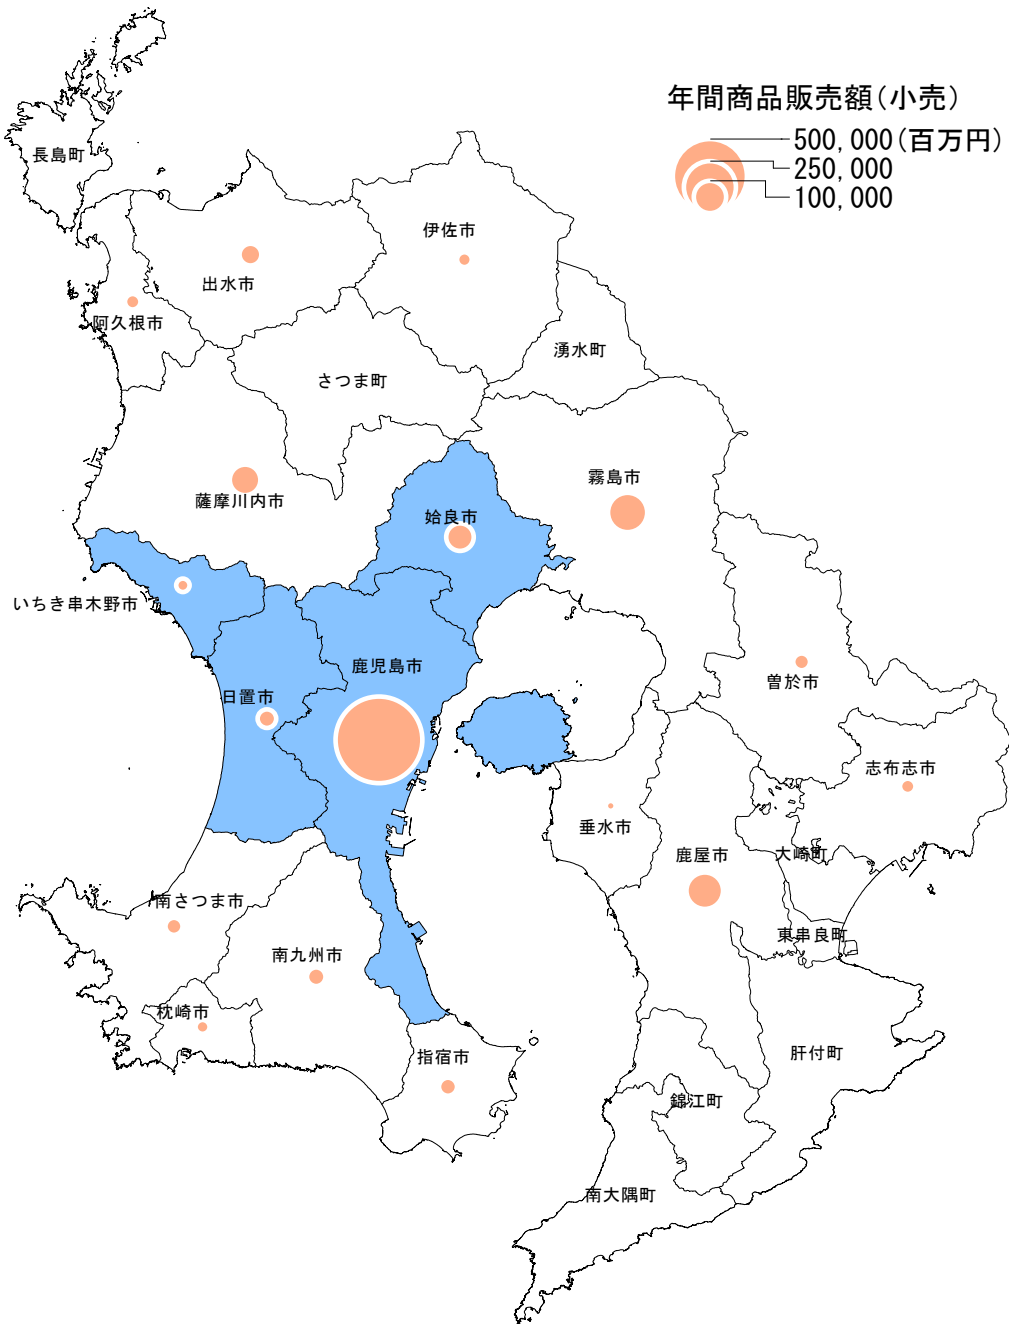 年間商品販売額(小売)
500,000(百万円)
250,000
100,000
長島町
伊佐市
出水市
阿久根市
湧水町
さつま町
霧島市
薩摩川内市
姶良市
いちき串木野市
鹿児島市
曽於市
日置市
志布志市
垂水市
鹿屋市
大崎町
南さつま市
東串良町
南九州市
枕崎市
指宿市
肝付町
錦江町
南大隅町